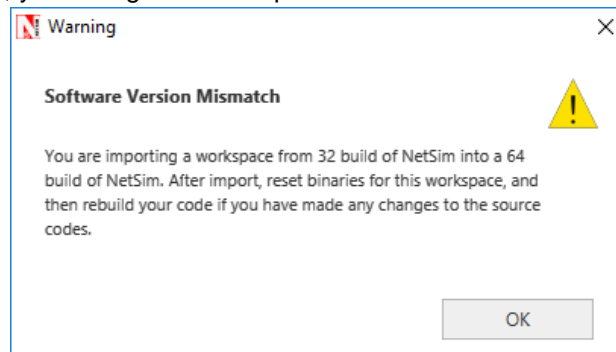 Warning
Software Version Mismatch
You are importing a workspace from 32 build of NetSim into a 64
build of NetSim. After import, reset binaries for this workspace, and
then rebuild your code if you have made any changes to the source
codes.
OK